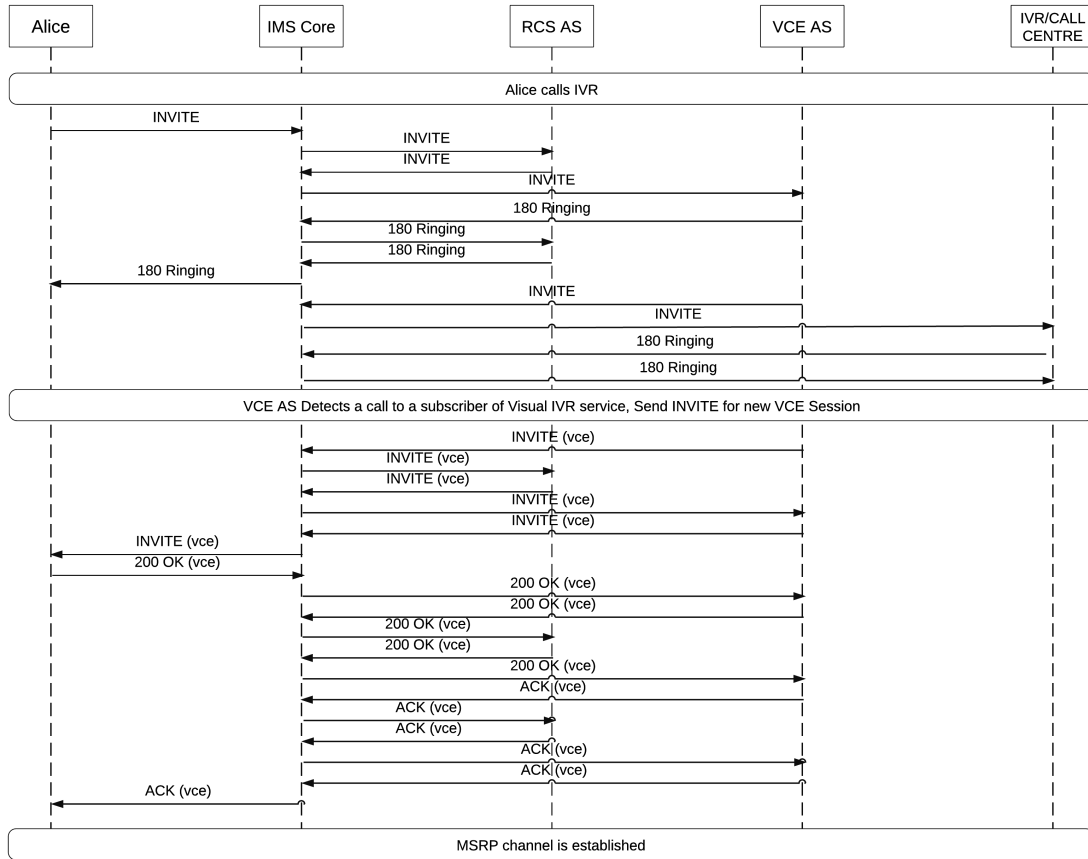 Alice
IMS Core
RCS AS
VCE AS
IVR/CALL
CENTRE
Alice calls IVR
INVITE
INVITE
INVITE
INVITE
180 Ringing
180 Ringing
180 Ringing
180 Ringing
INVITE
INVITE
180 Ringing
180 Ringing
VCE AS Detects a call to a subscriber of Visual IVR service, Send INVITE for new VCE Session
INVITE (vce)
INVITE (vce)
INVITE (vce)
INVITE (vce)
INVITE (vce)
INVITE (vce)
200 OK (vce)
200 OK (vce)
200 OK (vce)
200 OK (vce)
200 OK (vce)
200 OK (vce)
ACK (vce)
ACK (vce)
ACK (vce)
ACK (vce)
ACK (vce)
ACK (vce)
MSRP channel is established